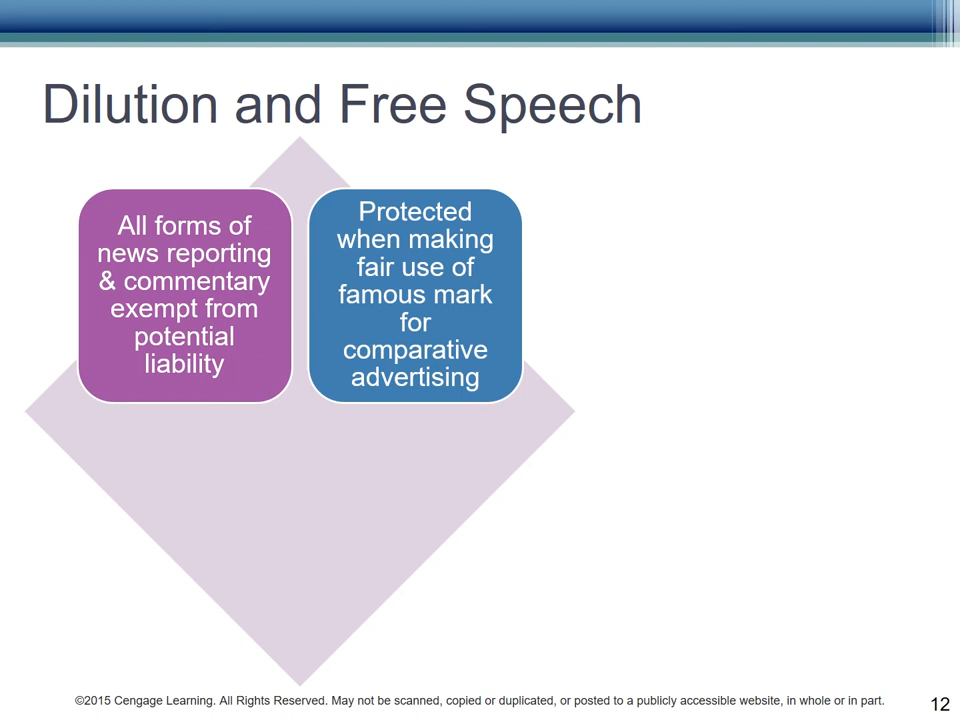 Dilution and Free Speech
All forms of
news reporting
& commentary
exempt from
potential
liability
Protected
when making
fair use of
famous mark
for
comparative
advertising
©2015 Cengage Learning. All Rights Reserved. May not be scanned, copied or duplicated, or posted to a publicly accessible website, in whole or in part.
12